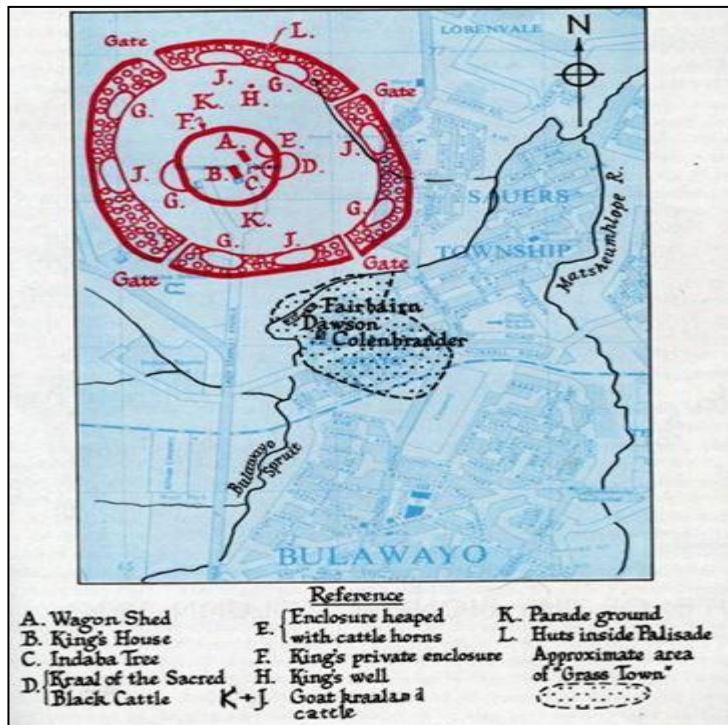 Gate
L.
LOBENVALE
N
J.
G.
K.
H.
Gate
G.
F.
J.
A.
E.
J.
B.
D.
C.
SAUERS
G.
K.
G.
TOWNSHIP
G.
J.
Gate
Gate
Matsheumhlope R.
Fairbairn
Dawson
Colenbrander
Bulawayo
Spruit
BULAWAYO
Reference
A. Wagon Shed
B. King's House
C. Indaba Tree
D. Kraal of the Sacred
Black Cattle
E. Enclosure heaped
with cattle horns
F. King's private enclosure
H. King's well
K+J. Goat kraal and
cattle
K. Parade ground
L. Huts inside Palisade
Approximate area
of "Grass Town"